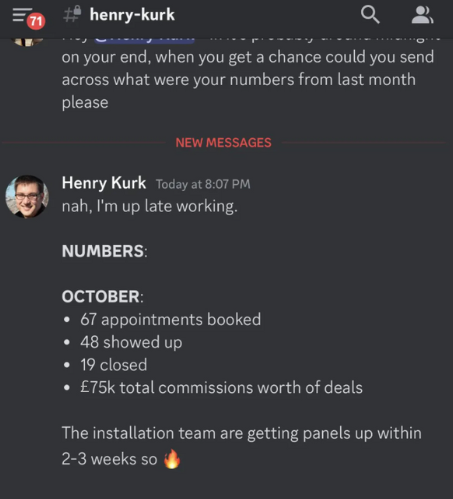 71
henry-kurk
on your end, when you get a chance could you send
across what were your numbers from last month
please
NEW MESSAGES
Henry Kurk Today at 8:07 PM
nah, I'm up late working.
NUMBERS:
OCTOBER:
• 67 appointments booked
• 48 showed up
• 19 closed
• £75k total commissions worth of deals
The installation team are getting panels up within
2-3 weeks so 🔥